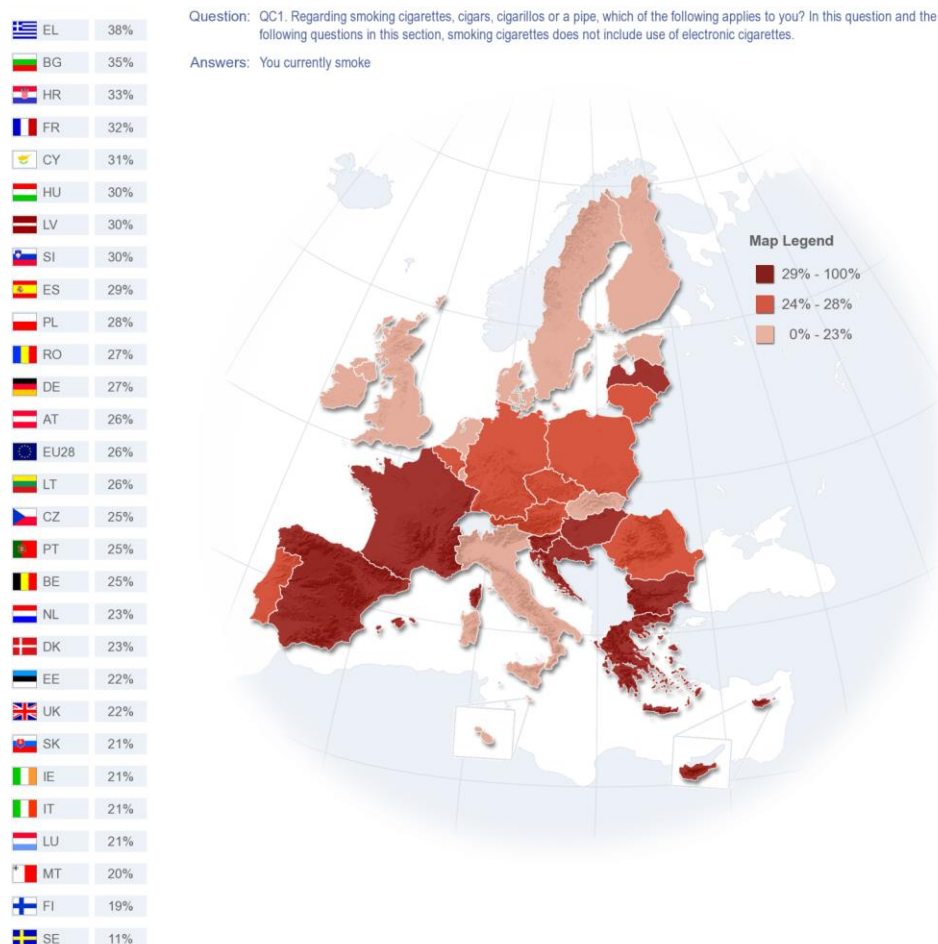 Question: QC1. Regarding smoking cigarettes, cigars, cigarillos or a pipe, which of the following applies to you? In this question and the
following questions in this section, smoking cigarettes does not include use of electronic cigarettes.
Answers: You currently smoke
EL 38%
BG 35%
HR 33%
FR 32%
CY 31%
HU 30%
LV 30%
SI 30%
ES 29%
PL 28%
RO 27%
DE 27%
AT 26%
EU28 26%
LT 26%
CZ 25%
PT 25%
BE 25%
NL 23%
DK 23%
EE 22%
UK 22%
SK 21%
IE 21%
IT 21%
LU 21%
MT 20%
FI 19%
SE 11%
Map Legend
29% - 100%
24% - 28%
0% - 23%